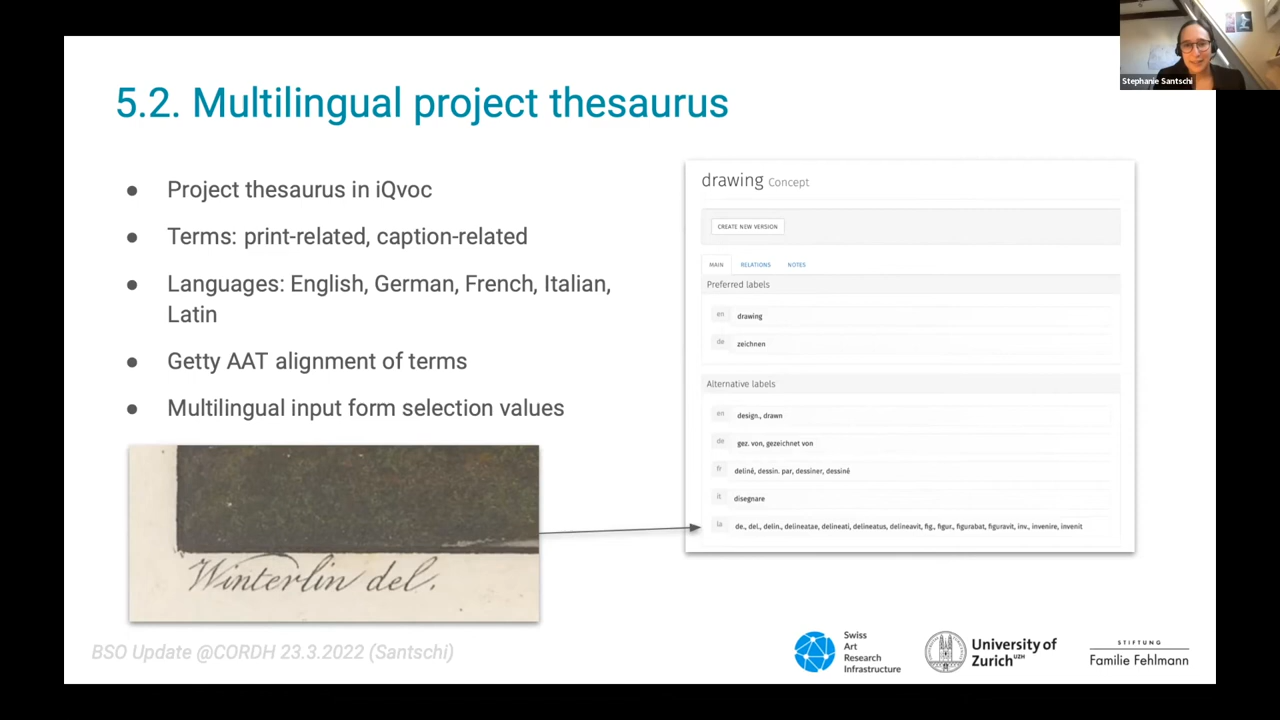 Stephanie Santschi
5.2. Multilingual project thesaurus
● Project thesaurus in iQvoc
● Terms: print-related, caption-related
● Languages: English, German, French, Italian,
Latin
● Getty AAT alignment of terms
● Multilingual input form selection values
Winterlin del.
drawing Concept
CREATE NEW VERSION
MAIN RELATIONS NOTES
Preferred labels
en drawing
de zeichnen
Alternative labels
en design., drawn
de gez. von, gezeichnet von
fr deliné, dessin. par, dessiner, dessiné
it disegnare
la de., del., delin., delineatae, delineati, delineatus, delineavit, fig., figur., figurabat, figuravit, inv., invenire, invenit
BSO Update @CORDH 23.3.2022 (Santschi)
Swiss
Art
Research
Infrastructure
University of
Zurich UZH
STIFTUNG
Familie Fehlmann